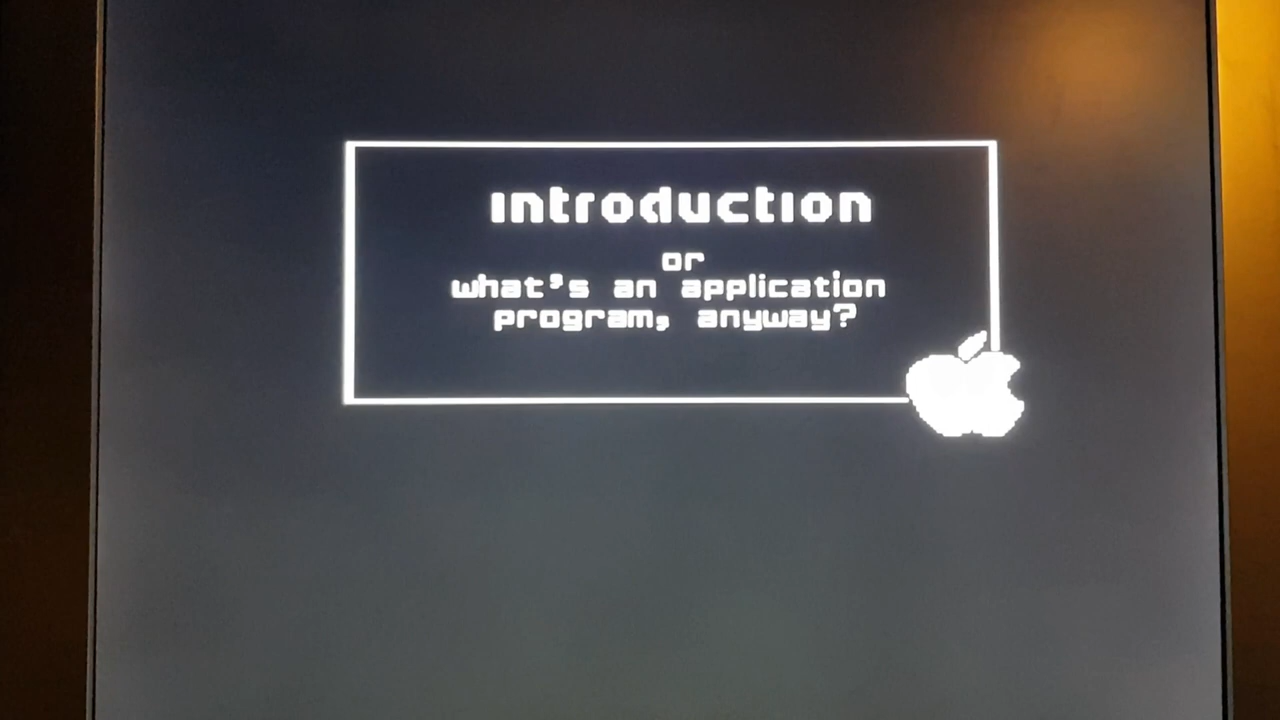 introduction
or
what's an application
program, anyway?